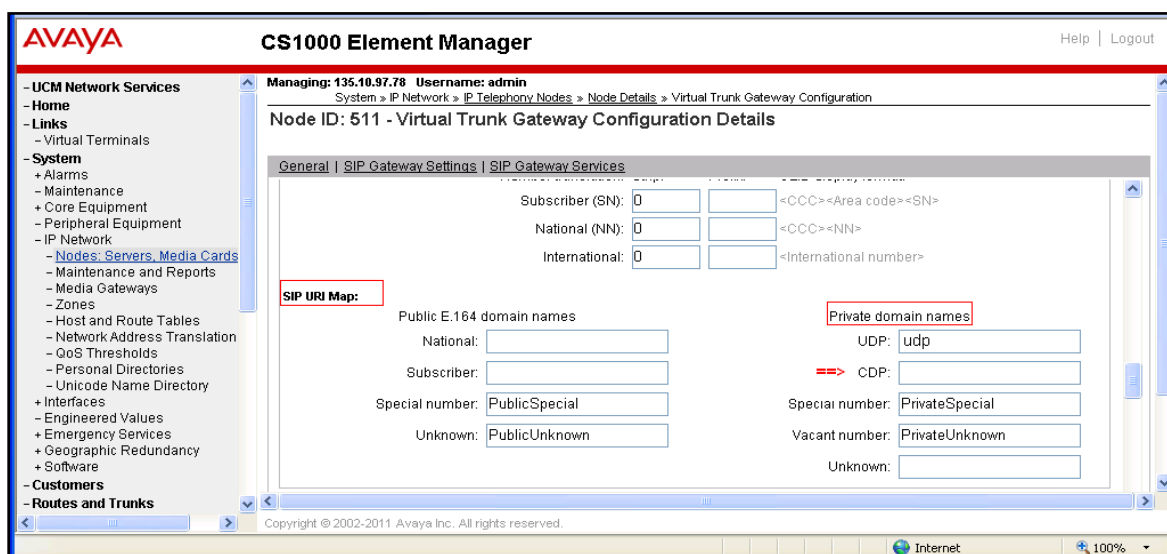 AVAYA
CS1000 Element Manager
Help | Logout
Managing: 135.10.97.78 Username: admin
System » IP Network » IP Telephony Nodes » Node Details » Virtual Trunk Gateway Configuration
Node ID: 511 - Virtual Trunk Gateway Configuration Details
- UCM Network Services
- Home
- Links
- Virtual Terminals
- System
+ Alarms
- Maintenance
+ Core Equipment
- Peripheral Equipment
- IP Network
- Nodes: Servers, Media Cards
- Maintenance and Reports
- Media Gateways
- Zones
- Host and Route Tables
- Network Address Translation
- QoS Thresholds
- Personal Directories
- Unicode Name Directory
+ Interfaces
- Engineered Values
+ Emergency Services
+ Geographic Redundancy
+ Software
- Customers
- Routes and Trunks
General | SIP Gateway Settings | SIP Gateway Services
Subscriber (SN): 0 <CCC><Area code><SN>
National (NN): 0 <CCC><NN>
International: 0 <International number>
SIP URI Map:
Public E.164 domain names
National:
Subscriber:
Special number: PublicSpecial
Unknown: PublicUnknown
Private domain names
UDP: udp
==> CDP:
Special number: PrivateSpecial
Vacant number: PrivateUnknown
Unknown:
Copyright © 2002-2011 Avaya Inc. All rights reserved.
Internet
100%